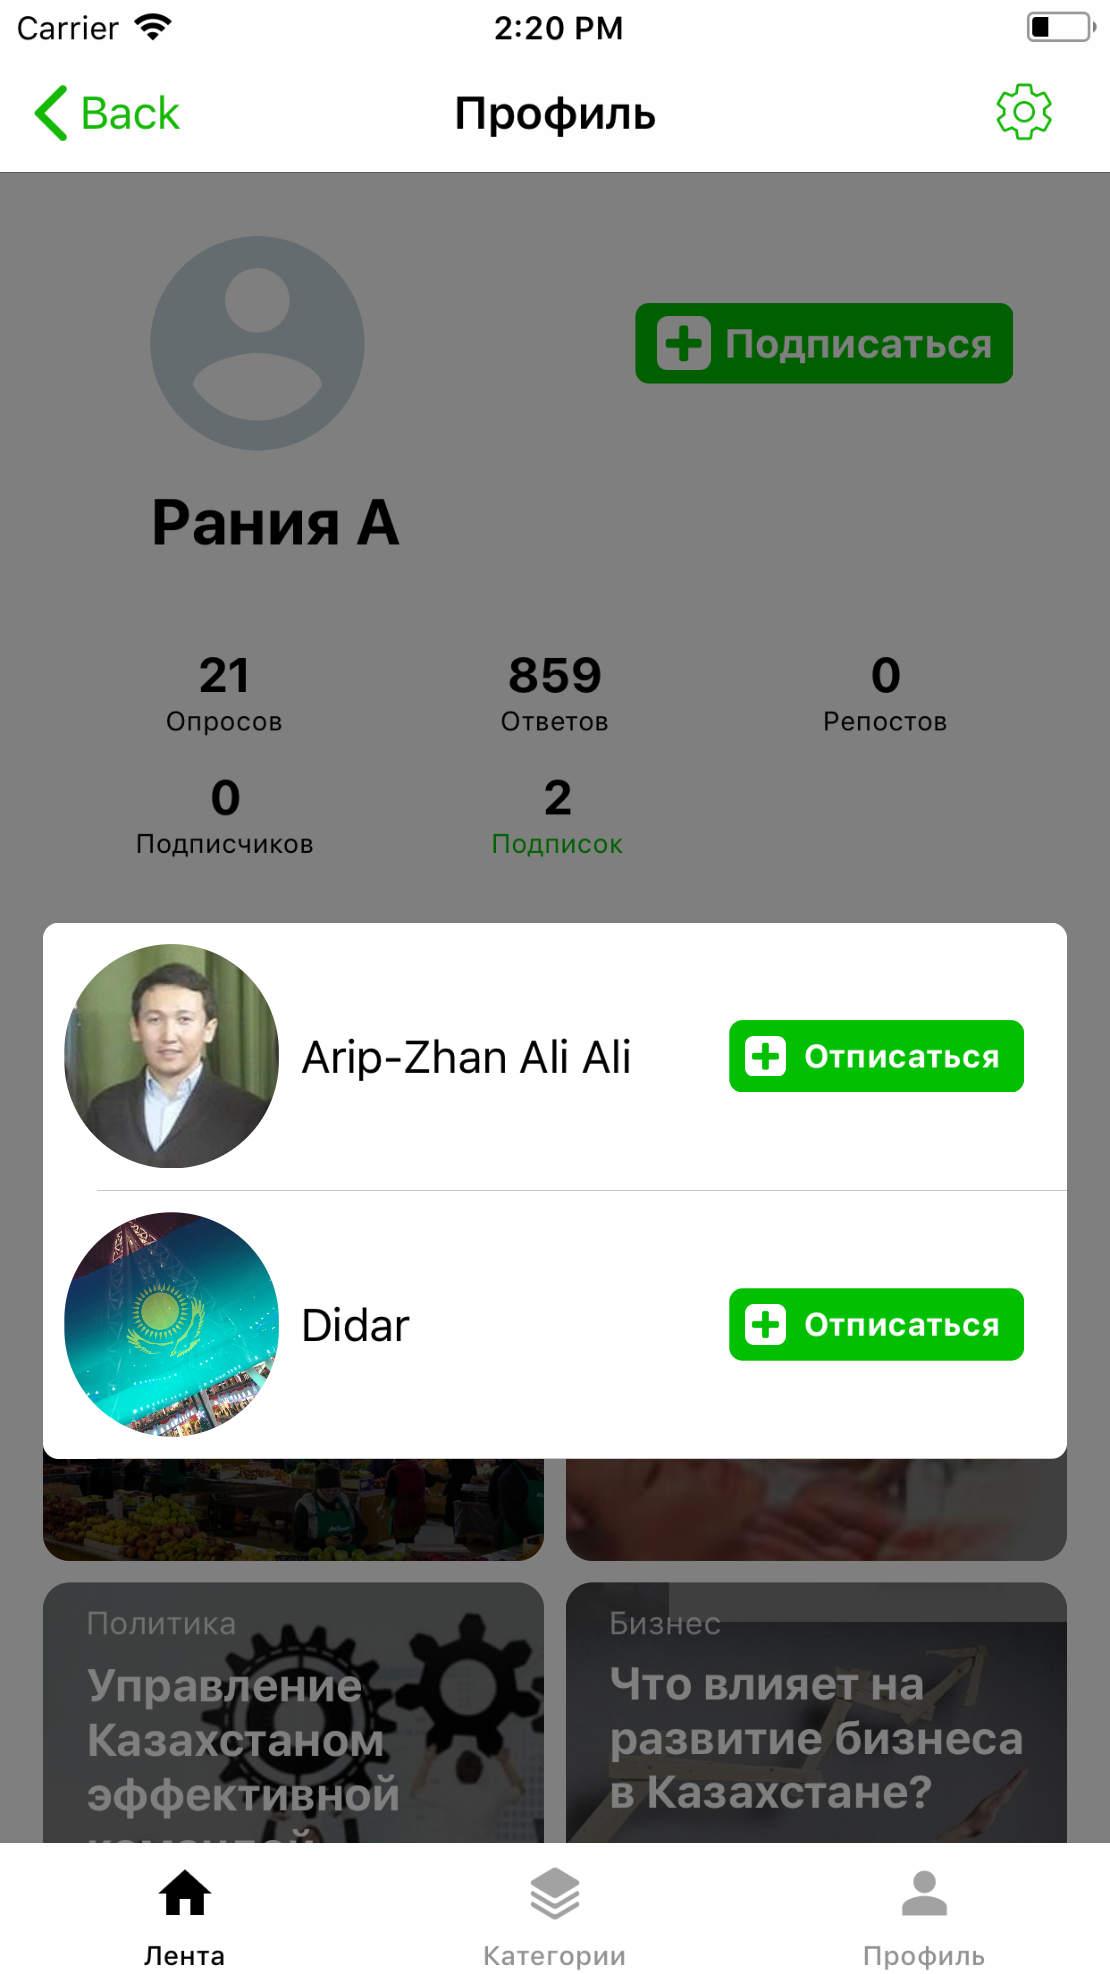 Carrier 2:20 PM
Back Профиль
Подписаться
Рания А
21 859 0
Опросов Ответов Репостов
0 2
Подписчиков Подписок
Arip-Zhan Ali Ali Отписаться
Didar Отписаться
Политика
Управление
Казахстаном
эффективной
командой
Бизнес
Что влияет на
развитие бизнеса
в Казахстане?
Лента Категории Профиль